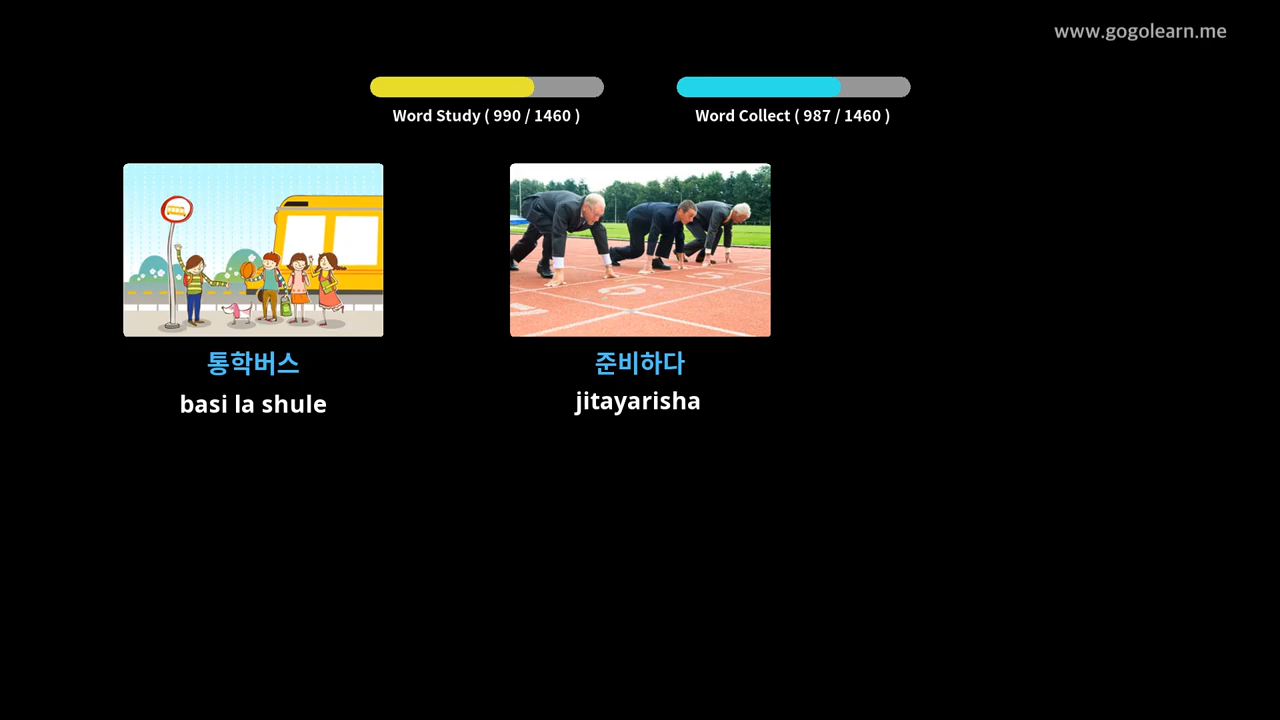 www.gogolearn.me
Word Study ( 990 / 1460 )
Word Collect ( 987 / 1460 )
통학버스
basi la shule
준비하다
jitayarisha